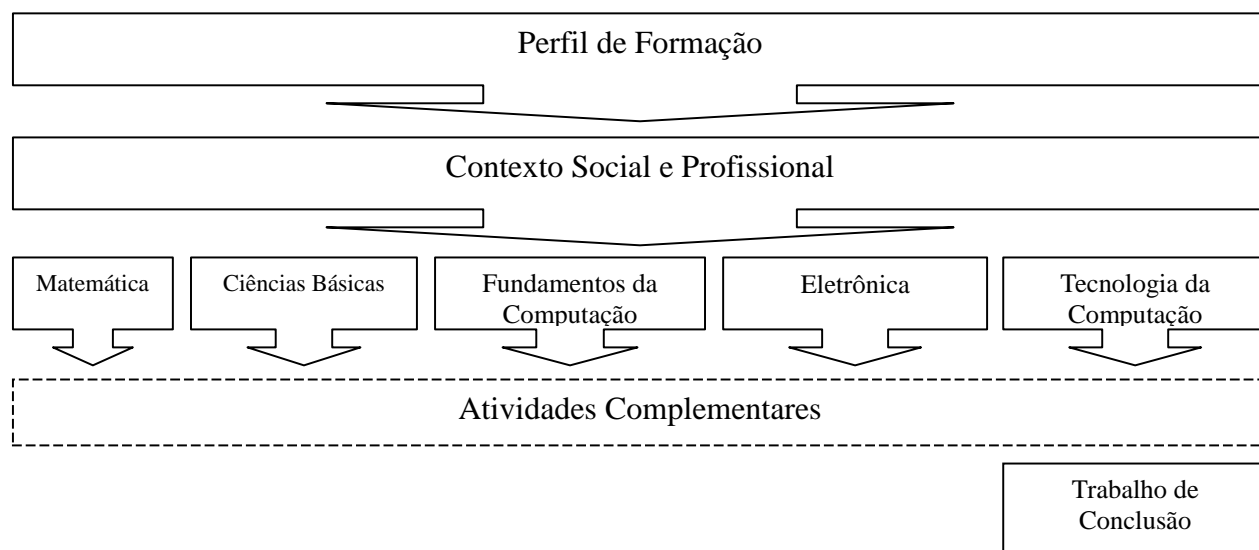 Perfil de Formação
Contexto Social e Profissional
Matemática
Ciências Básicas
Fundamentos da
Computação
Eletrônica
Tecnologia da
Computação
Atividades Complementares
Trabalho de
Conclusão